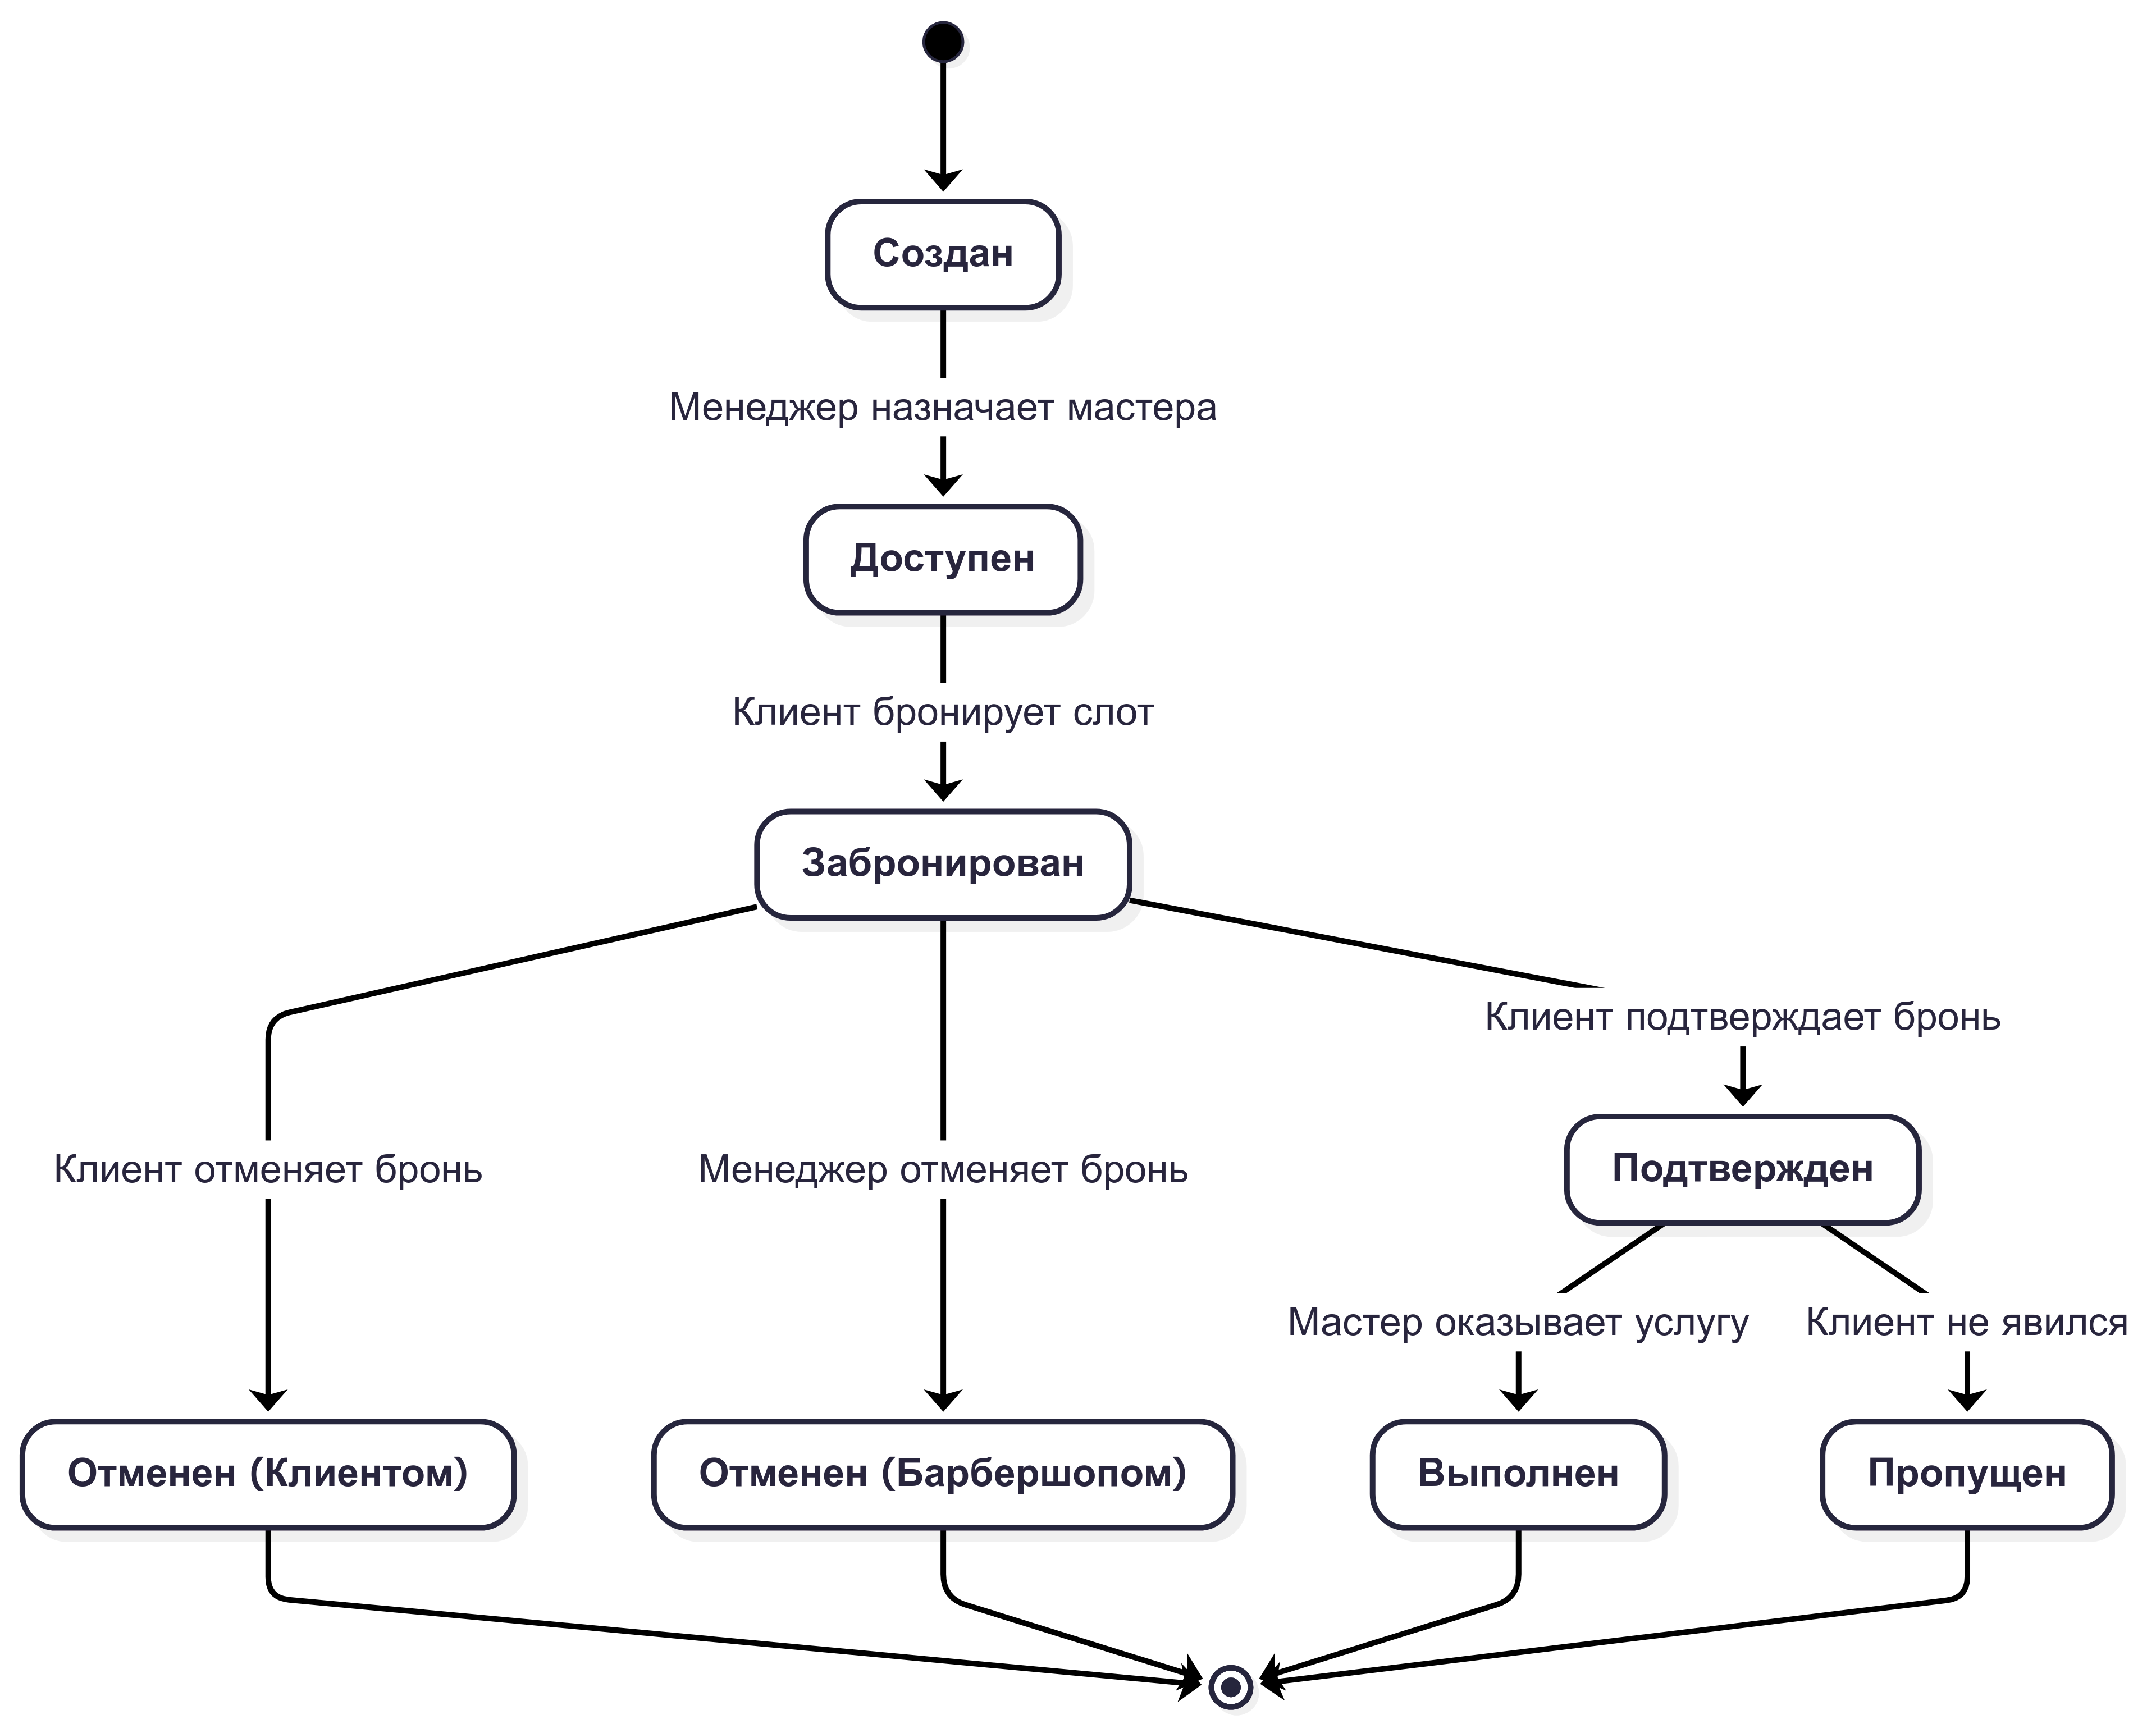 Создан
Менеджер назначает мастера
Доступен
Клиент бронирует слот
Забронирован
Клиент подтверждает бронь
Клиент отменяет бронь
Менеджер отменяет бронь
Подтвержден
Мастер оказывает услугу
Клиент не явился
Отменен (Клиентом)
Отменен (Барбершопом)
Выполнен
Пропущен